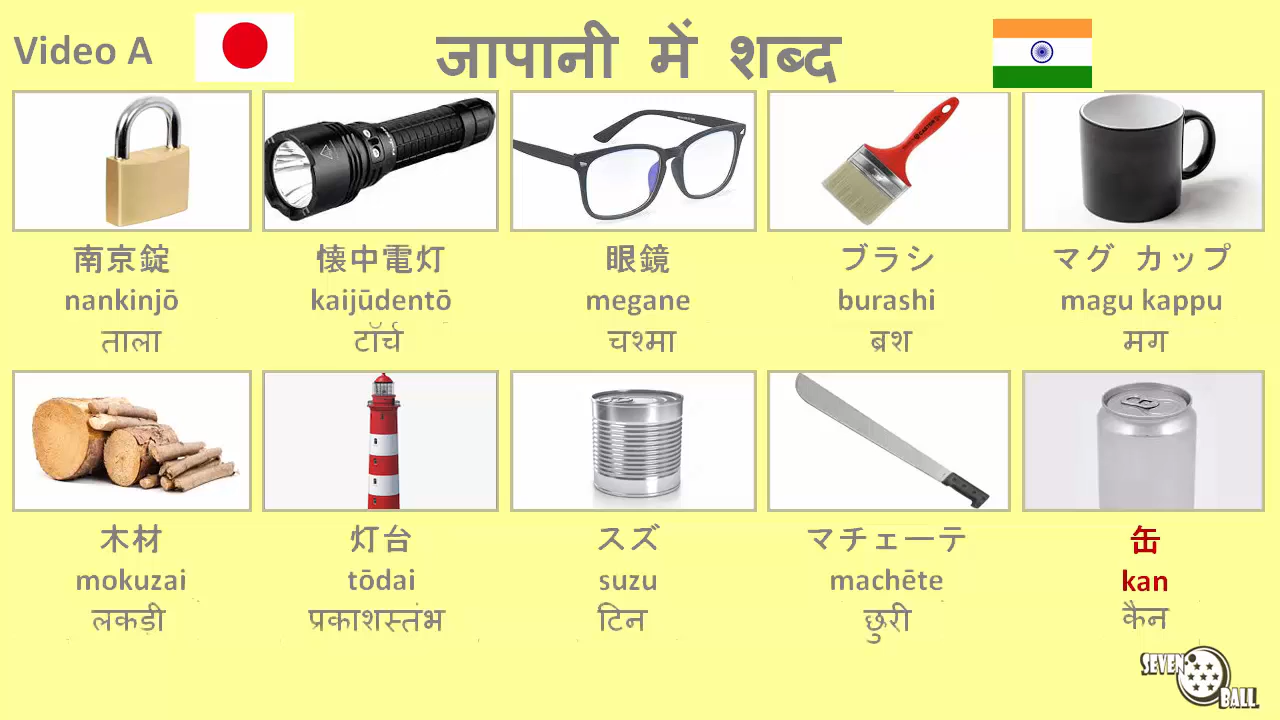 Video A
जापानी में शब्द
南京錠 懐中電灯 眼鏡 ブラシ マグ カップ
nankinjō kaijūdentō megane burashi magu kappu
ताला टॉर्च चश्मा ब्रश मग
木材 灯台 スズ マチェーテ 缶
mokuzai tōdai suzu machēte kan
लकड़ी प्रकाशस्तंभ टिन छुरी कैन
SEVEN
BALL